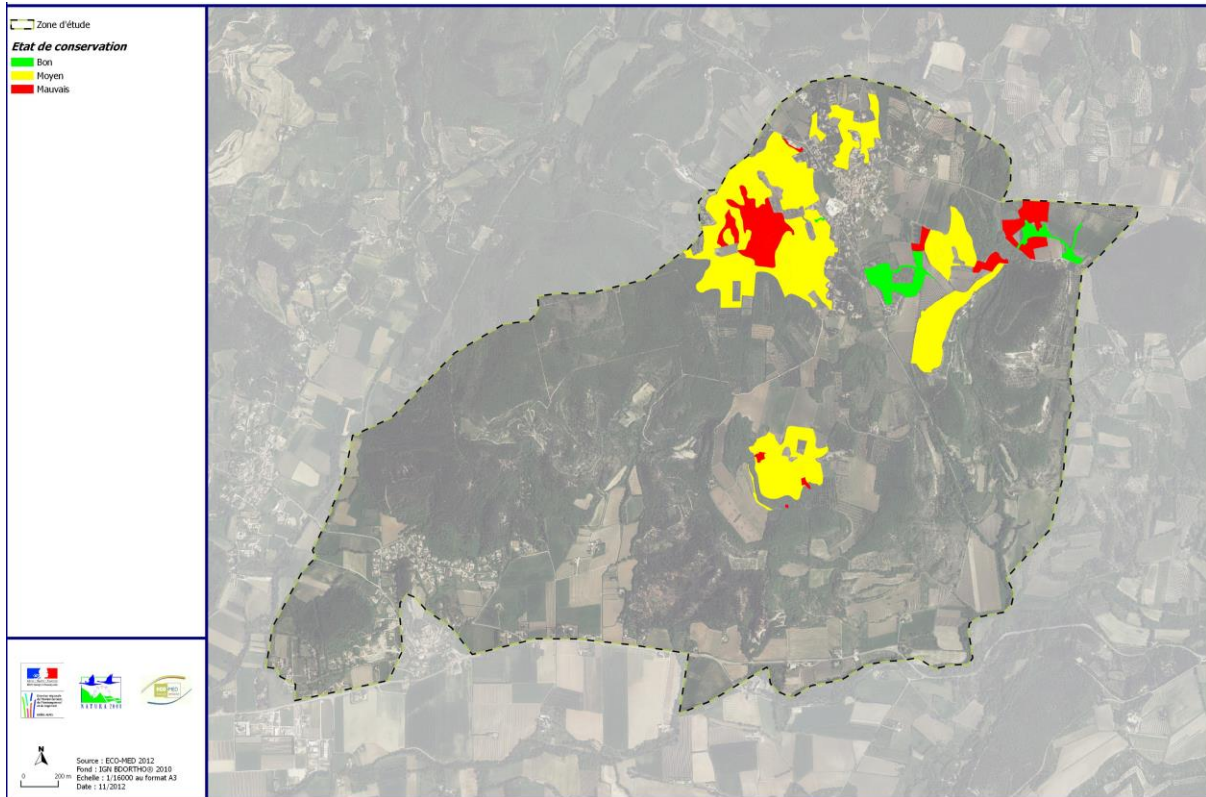 Zone d'étude
Etat de conservation
Bon
Moyen
Mauvais
NATURA 2000
MED
N
0 200 m
Source : ECO-MED 2012
Fond : IGN BDORTHO® 2010
Echelle : 1/16000 au format A3
Date : 11/2012